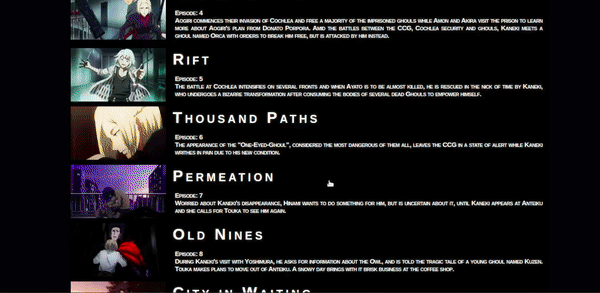 Episode: 4
Aogiri commences their invasion of Cochlea and free a majority of the imprisoned ghouls while Amon and Akira visit the prison to learn
more about Aogiri's plan from Donato Porpora. Amid the battles between the CCG, Cochlea security and ghouls, Kaneki meets a
ghoul named Orca with orders to break him free, but is attacked by him instead.
Rift
Episode: 5
The battle at Cochlea intensifies on several fronts and when Ayato is to be almost killed, he is rescued in the nick of time by Kaneki,
who undergoes a bizarre transformation after consuming the bodies of several dead Ghouls to empower himself.
Thousand Paths
Episode: 6
The appearance of the "One-Eyed-Ghoul", considered the most dangerous of them all, leaves the CCG in a state of alert while Kaneki
writhes in pain due to his new condition.
Permeation
Episode: 7
Worried about Kaneki's disappearance, Hinami wants to do something for him, but is uncertain about it, until Kaneki appears at Anteiku
and she calls for Touka to see him again.
Old Nines
Episode: 8
During Kaneki's visit with Yoshimura, he asks for information about the Owl, and is told the tragic tale of a young ghoul named Kuzen.
Touka makes plans to move out of Anteiku. A snowy day brings with it brisk business at the coffee shop.
City in Waiting